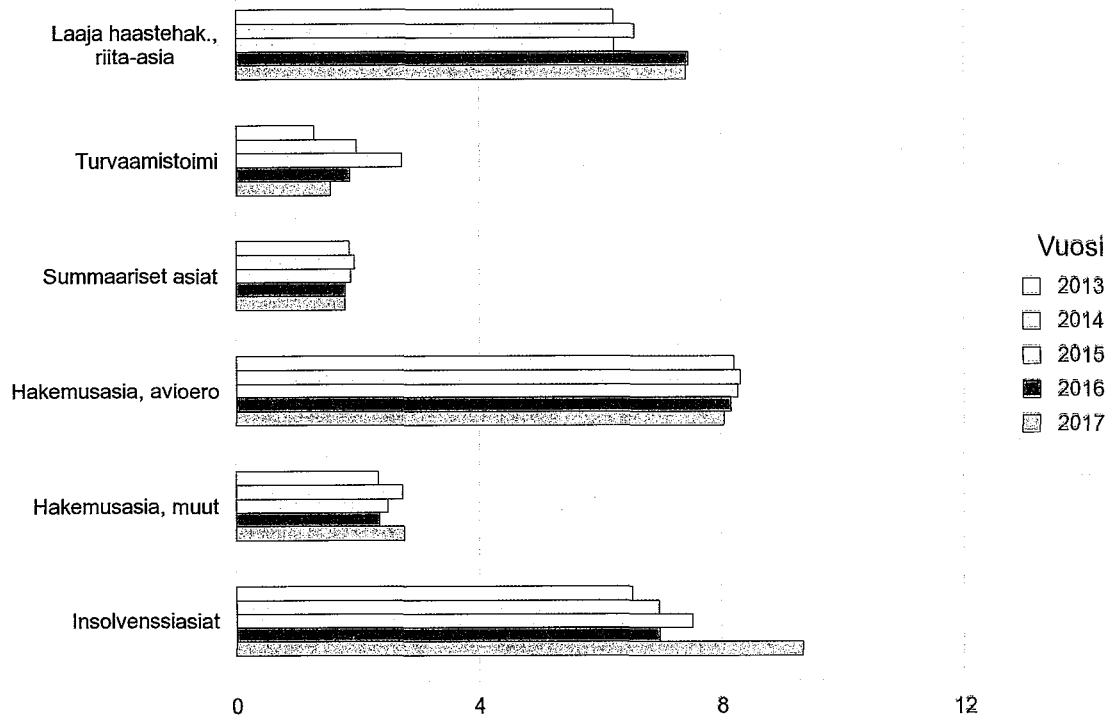 Laaja haastehak.,
riita-asia
Turvaamistoimi
Summaariset asiat
Hakemusasia, avioero
Hakemusasia, muut
Insolvenssiasiat
0 4 8 12
Vuosi
2013
2014
2015
2016
2017